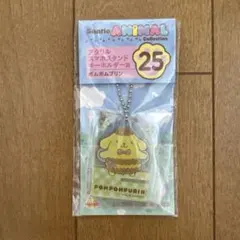 Sanrio ANIMAL
Collection
アクリル
スマホスタンド
キーホルダー
25
ポムポムプリン
POMPOMPURIN